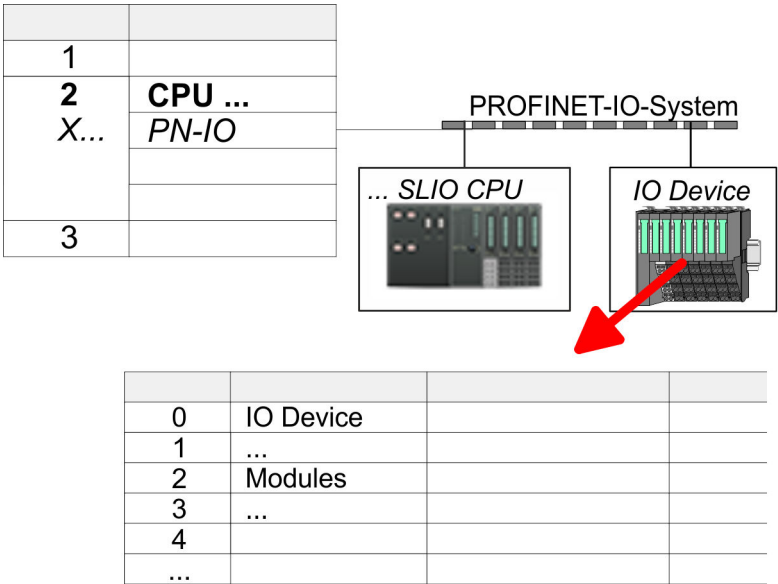 1
2 CPU ...
X... PN-IO
3
PROFINET-IO-System
... SLIO CPU
IO Device
0 IO Device
1 ...
2 Modules
3 ...
4
...